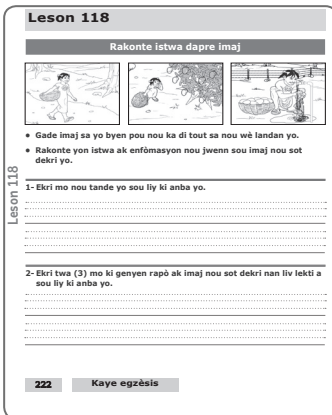 Leson 118
Rakonte istwa dapre imaj
• Gade imaj sa yo byen pou nou ka di tout sa nou wè landan yo.
• Rakonte yon istwa ak enfòmasyon nou jwenn sou imaj nou sot
dekri yo.
Leson 118
1- Ekri mo nou tande yo sou liy ki anba yo.
2- Ekri twa (3) mo ki genyen rapò ak imaj nou sot dekri nan liv lekti a
sou liy ki anba yo.
222 Kaye egzèsis